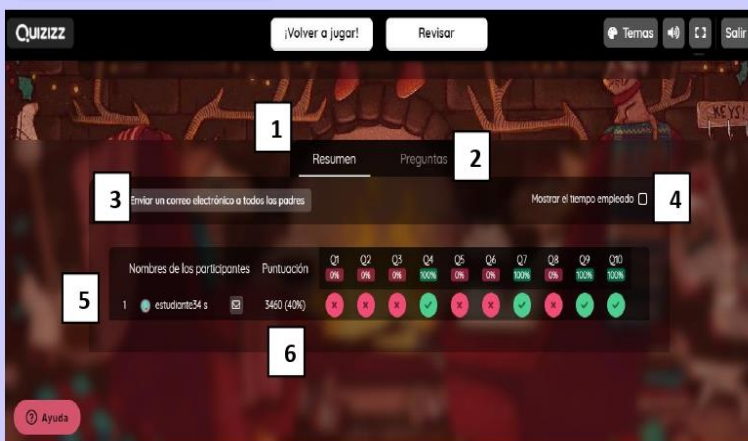 QUIZIZZ ¡Volver a jugar! Revisar Temas Salir
KEYS!
1
Resumen Preguntas 2
3 Enviar un correo electrónico a todos los padres Mostrar el tiempo empleado 4
Q1 Q2 Q3 Q4 Q5 Q6 Q7 Q8 Q9 Q10
Nombres de los participantes Puntuación 0% 0% 0% 100% 0% 0% 100% 0% 100% 100%
5 1 estudiante34 s 3460 (40%)
6
Ayuda